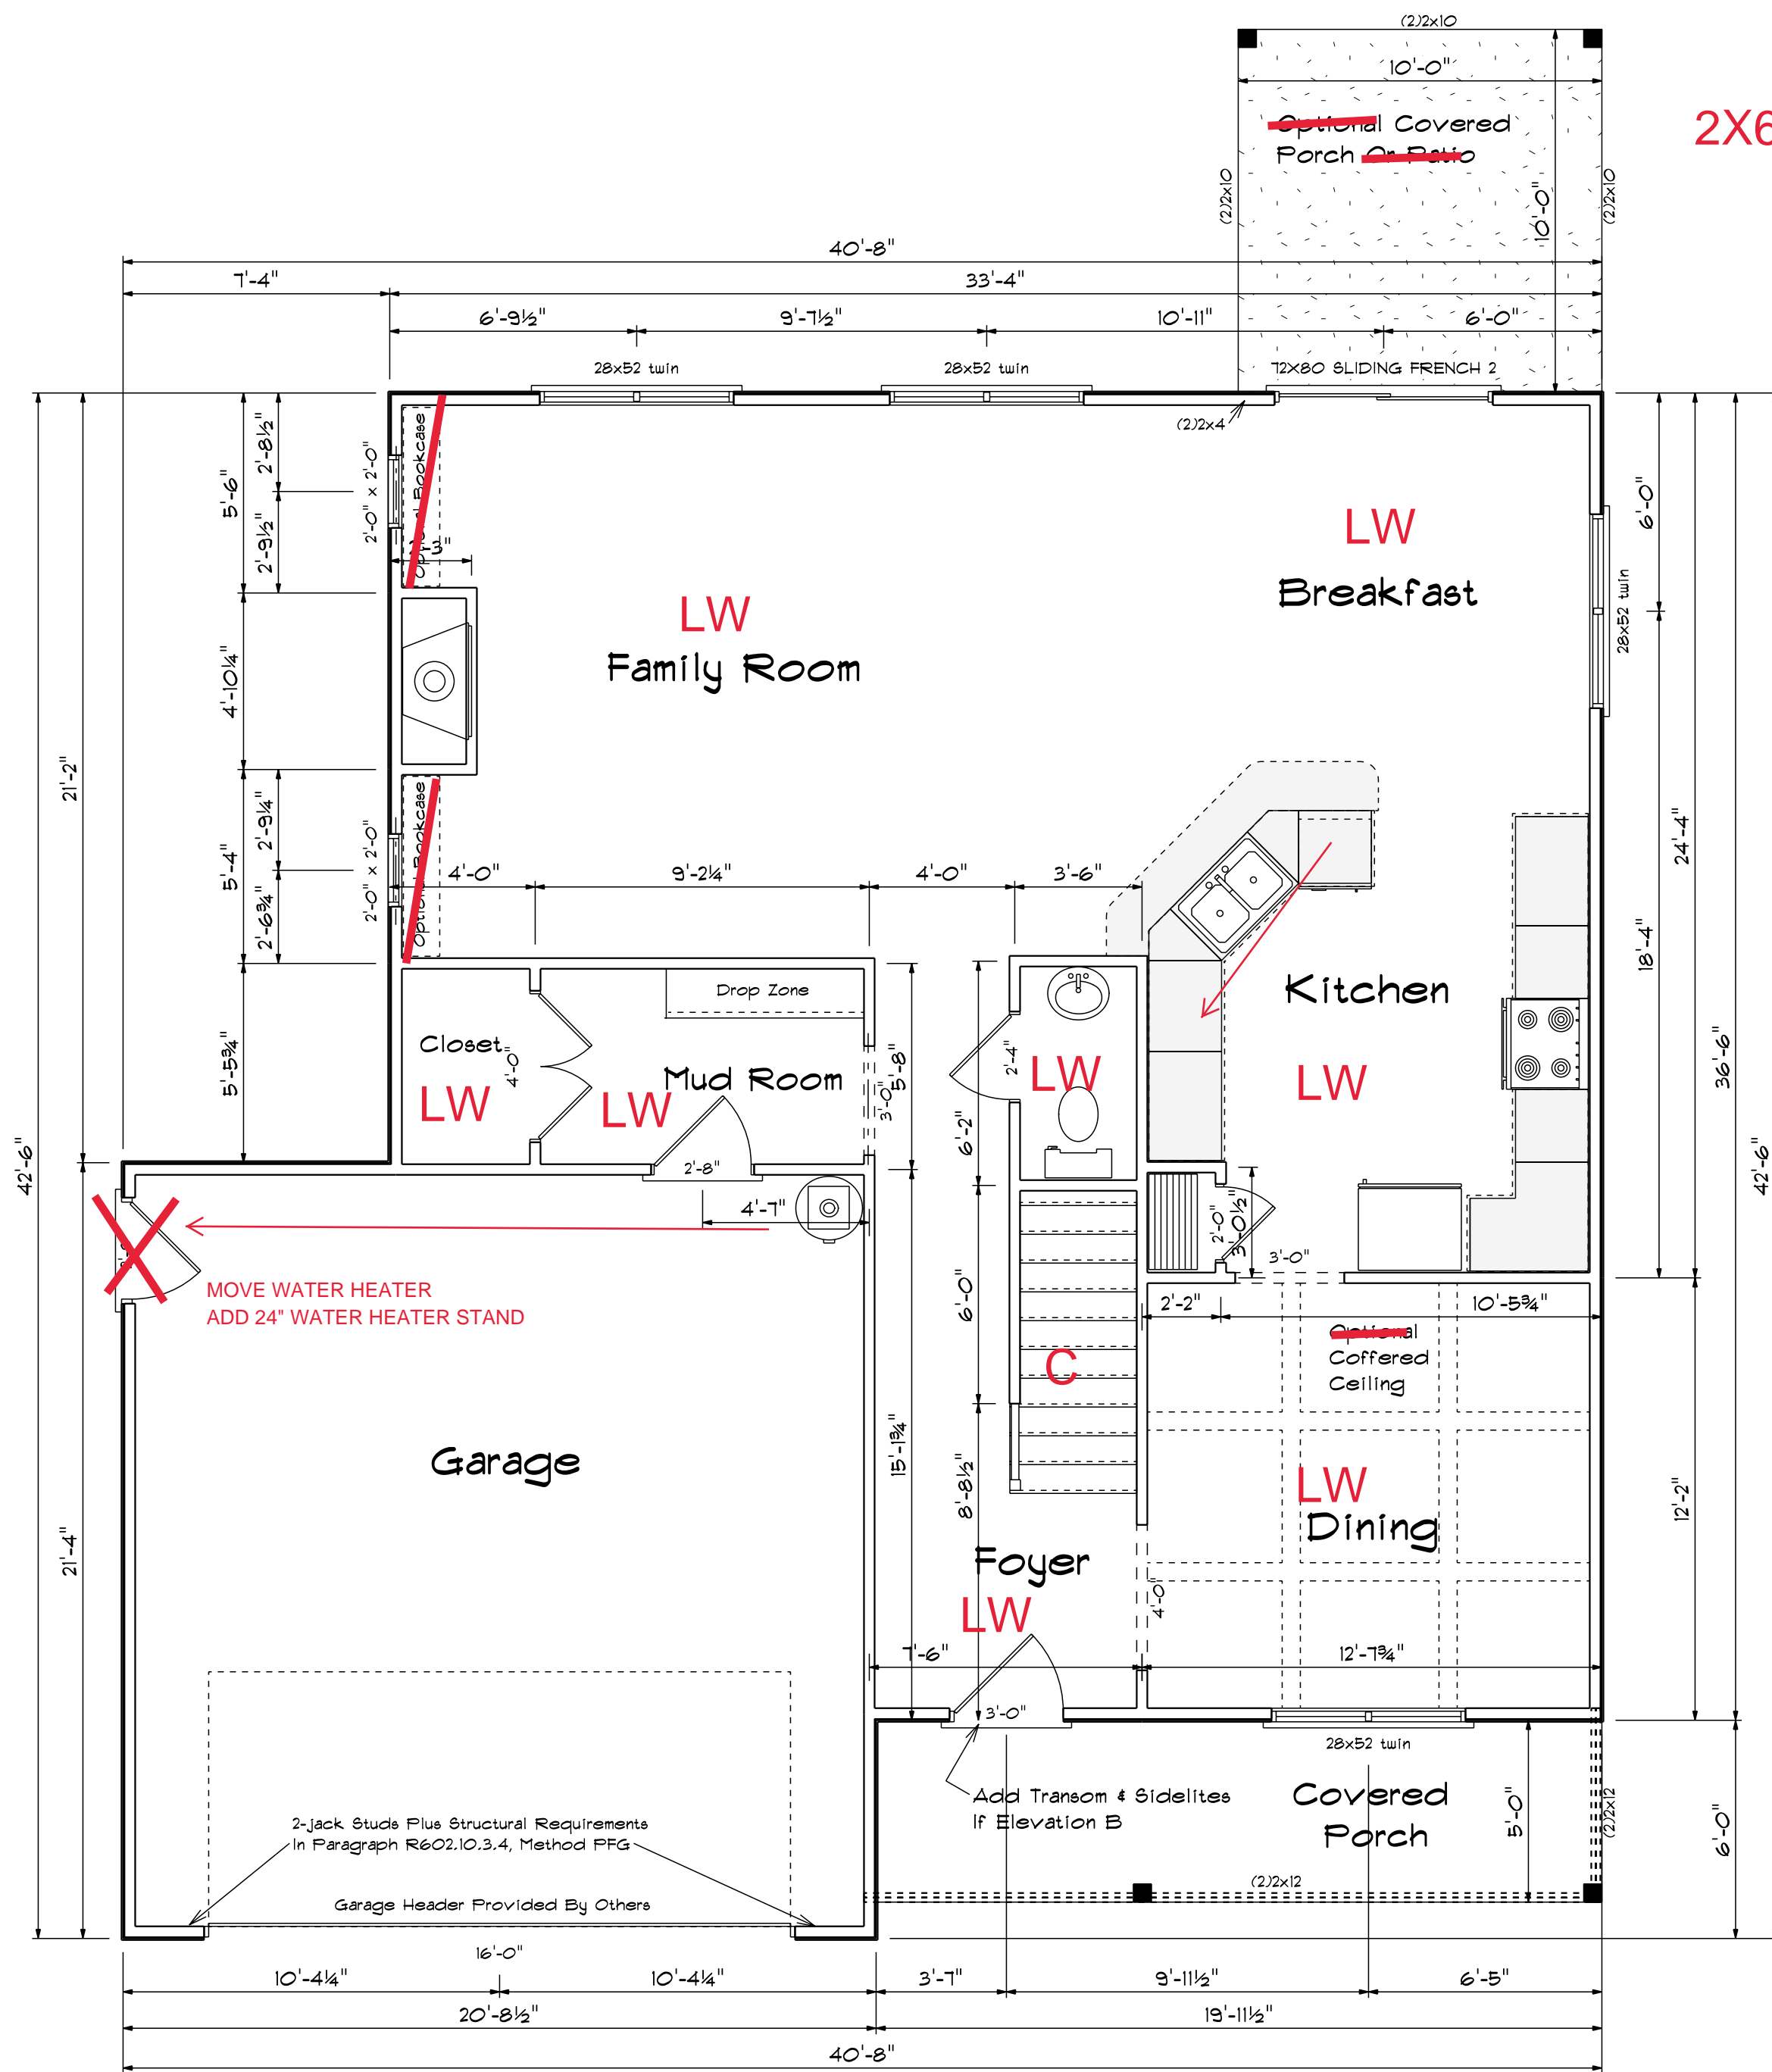 (2)2x10
10'-0"
Optional Covered
Porch Or Patio
2X6
(2)2x10
10'-0"
(2)2x10
40'-8"
7'-4"
33'-4"
6'-9½"
9'-7½"
10'-11"
6'-0"
28x52 twin
28x52 twin
72X80 SLIDING FRENCH 2
(2)2x4
2'-8½"
5'-6"
2'-9½"
2'-0" x 2'-0"
Optional Bookcase
2'-3"
LW
Breakfast
6'-0"
28x52 twin
LW
Family Room
4'-10¼"
21'-2"
2'-9¼"
5'-4"
2'-6¾"
2'-0" x 2'-0"
Optional Bookcase
4'-0"
9'-2¼"
4'-0"
3'-6"
24'-4"
18'-4"
36'-6"
42'-6"
42'-6"
Kitchen
LW
Drop Zone
Closet
4'-0"
LW
Mud Room
LW
5'-5¾"
5'-8"
3'-0"
2'-4"
LW
6'-2"
2'-8"
4'-7"
MOVE WATER HEATER
ADD 24" WATER HEATER STAND
2'-0"
3'-0½"
3'-0"
2'-2"
10'-5¾"
Optional
Coffered
Ceiling
6'-0"
C
Garage
15'-1¾"
8'-8½"
LW
Dining
12'-2"
21'-4"
Foyer
LW
4'-0"
7'-6"
12'-7¾"
3'-0"
28x52 twin
Add Transom & Sidelites
If Elevation B
Covered
Porch
5'-0"
(2)2x12
6'-0"
2-jack Studs Plus Structural Requirements
In Paragraph R602.10.3.4, Method PFG
(2)2x12
Garage Header Provided By Others
16'-0"
10'-4¼"
10'-4¼"
3'-7"
9'-11½"
6'-5"
20'-8½"
19'-11½"
40'-8"